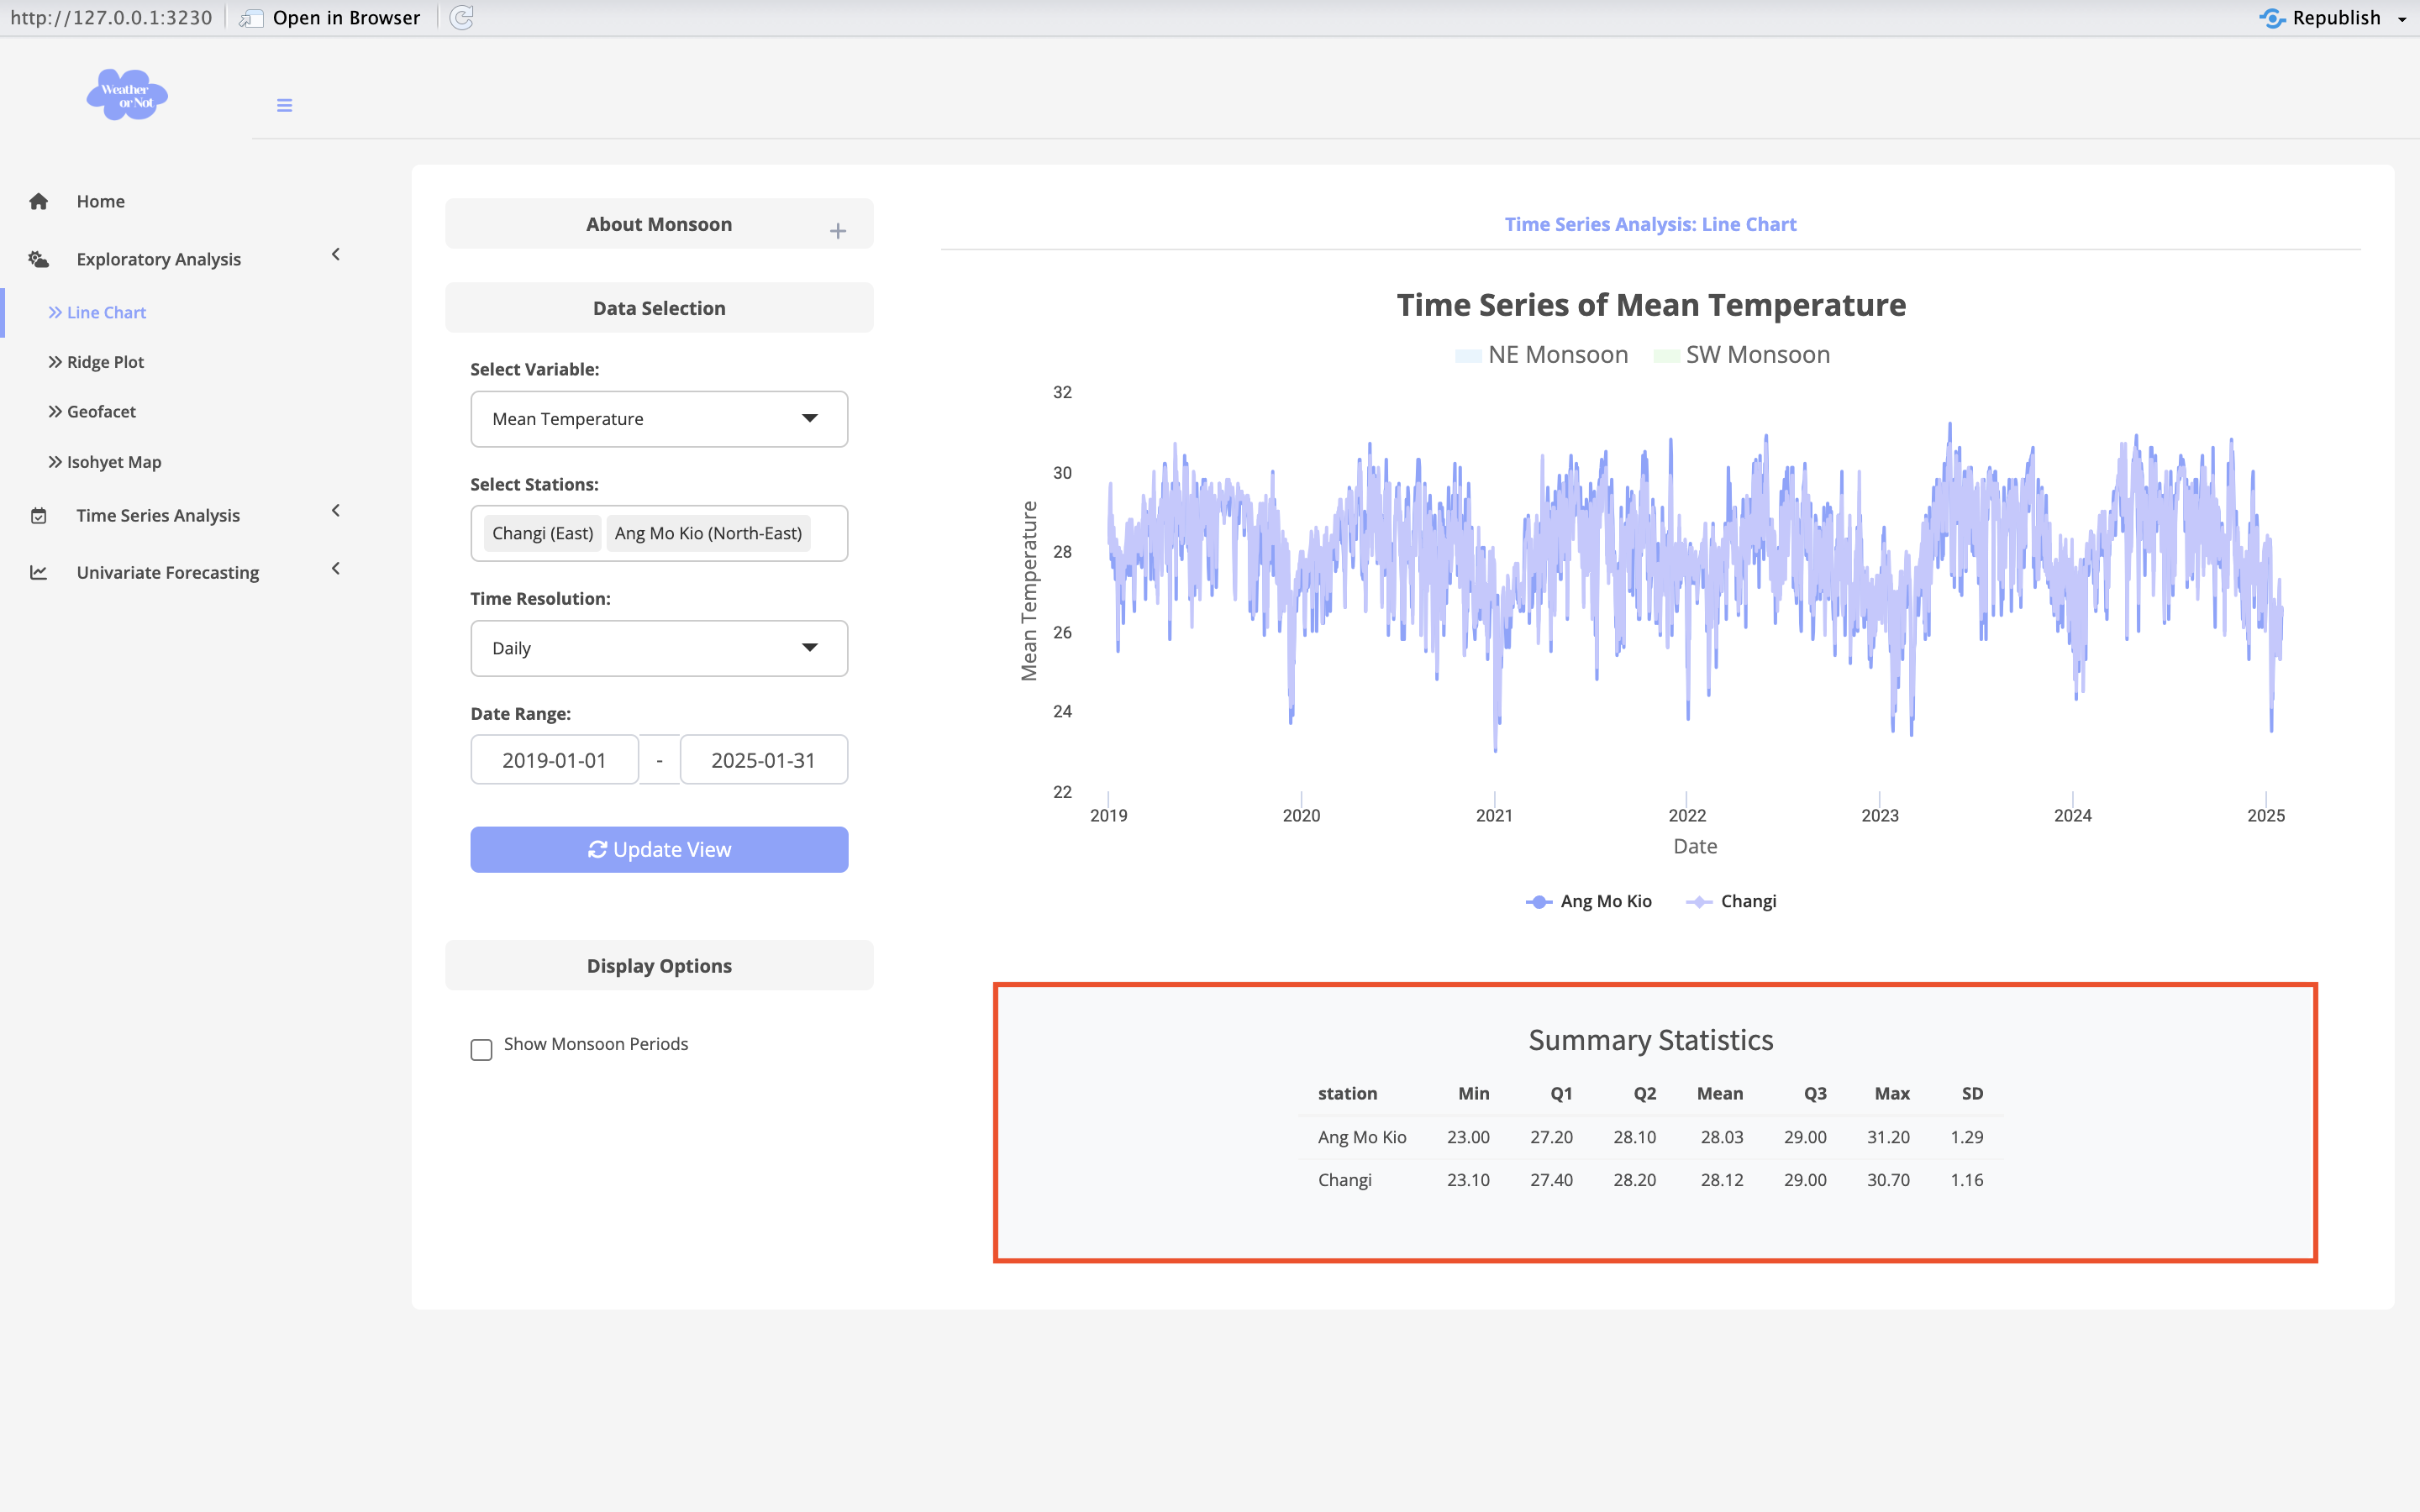 http://127.0.0.1:3230 Open in Browser Republish
Weather
or Not
Home
Exploratory Analysis
Line Chart
Ridge Plot
Geofacet
Isohyet Map
Time Series Analysis
Univariate Forecasting
About Monsoon
Data Selection
Select Variable:
Mean Temperature
Select Stations:
Changi (East) Ang Mo Kio (North-East)
Time Resolution:
Daily
Date Range:
2019-01-01 - 2025-01-31
Update View
Display Options
Show Monsoon Periods
Time Series Analysis: Line Chart
Time Series of Mean Temperature
NE Monsoon SW Monsoon
Mean Temperature
32
30
28
26
24
22
2019 2020 2021 2022 2023 2024 2025
Date
Ang Mo Kio Changi
Summary Statistics
station Min Q1 Q2 Mean Q3 Max SD
Ang Mo Kio 23.00 27.20 28.10 28.03 29.00 31.20 1.29
Changi 23.10 27.40 28.20 28.12 29.00 30.70 1.16